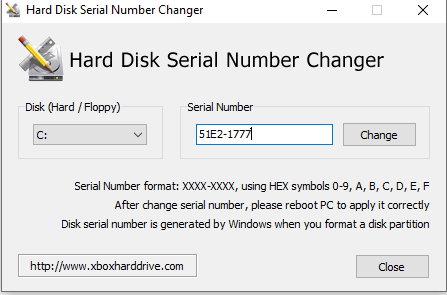 Hard Disk Serial Number Changer
Hard Disk Serial Number Changer
Disk (Hard / Floppy)
Serial Number
C:
51E2-1777
Change
Serial Number format: XXXX-XXXX, using HEX symbols 0-9, A, B, C, D, E, F
After change serial number, please reboot PC to apply it correctly
Disk serial number is generated by Windows when you format a disk partition
http://www.xboxharddrive.com
Close